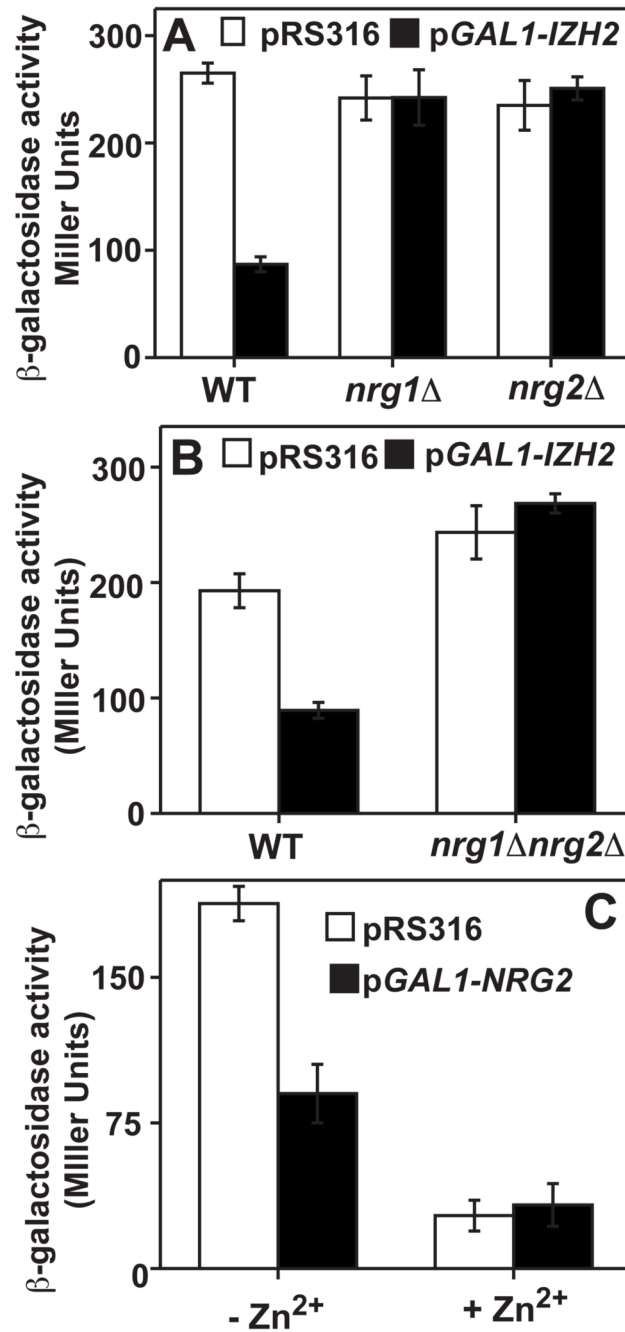 A
pRS316
pGAL1-IZH2
β-galactosidase activity
Miller Units
300
200
100
0
WT
nrg1Δ
nrg2Δ
B
pRS316
pGAL1-IZH2
β-galactosidase activity
(MIller Units)
300
200
100
0
WT
nrg1Δnrg2Δ
C
pRS316
pGAL1-NRG2
β-galactosidase activity
(MIller Units)
150
75
0
- Zn2+
+ Zn2+